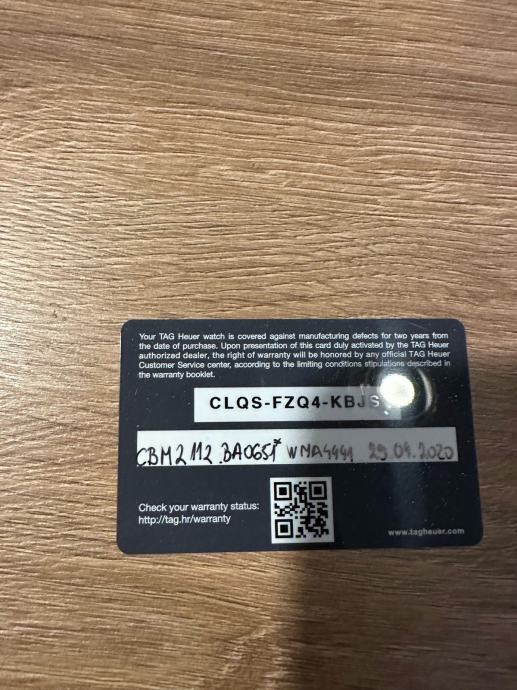 Your TAG Heuer watch is covered against manufacturing defects for two years from
the date of purchase. Upon presentation of this card duly activated by the TAG Heuer
authorized dealer, the right of warranty will be honored by any official TAG Heuer
Customer Service center, according to the limiting conditions stipulations described in
the warranty booklet.
CLQS-FZQ4-KBJS
CBM2112.BA0651* WNA4441 29.04.2020
Check your warranty status:
http://tag.hr/warranty
www.tagheuer.com